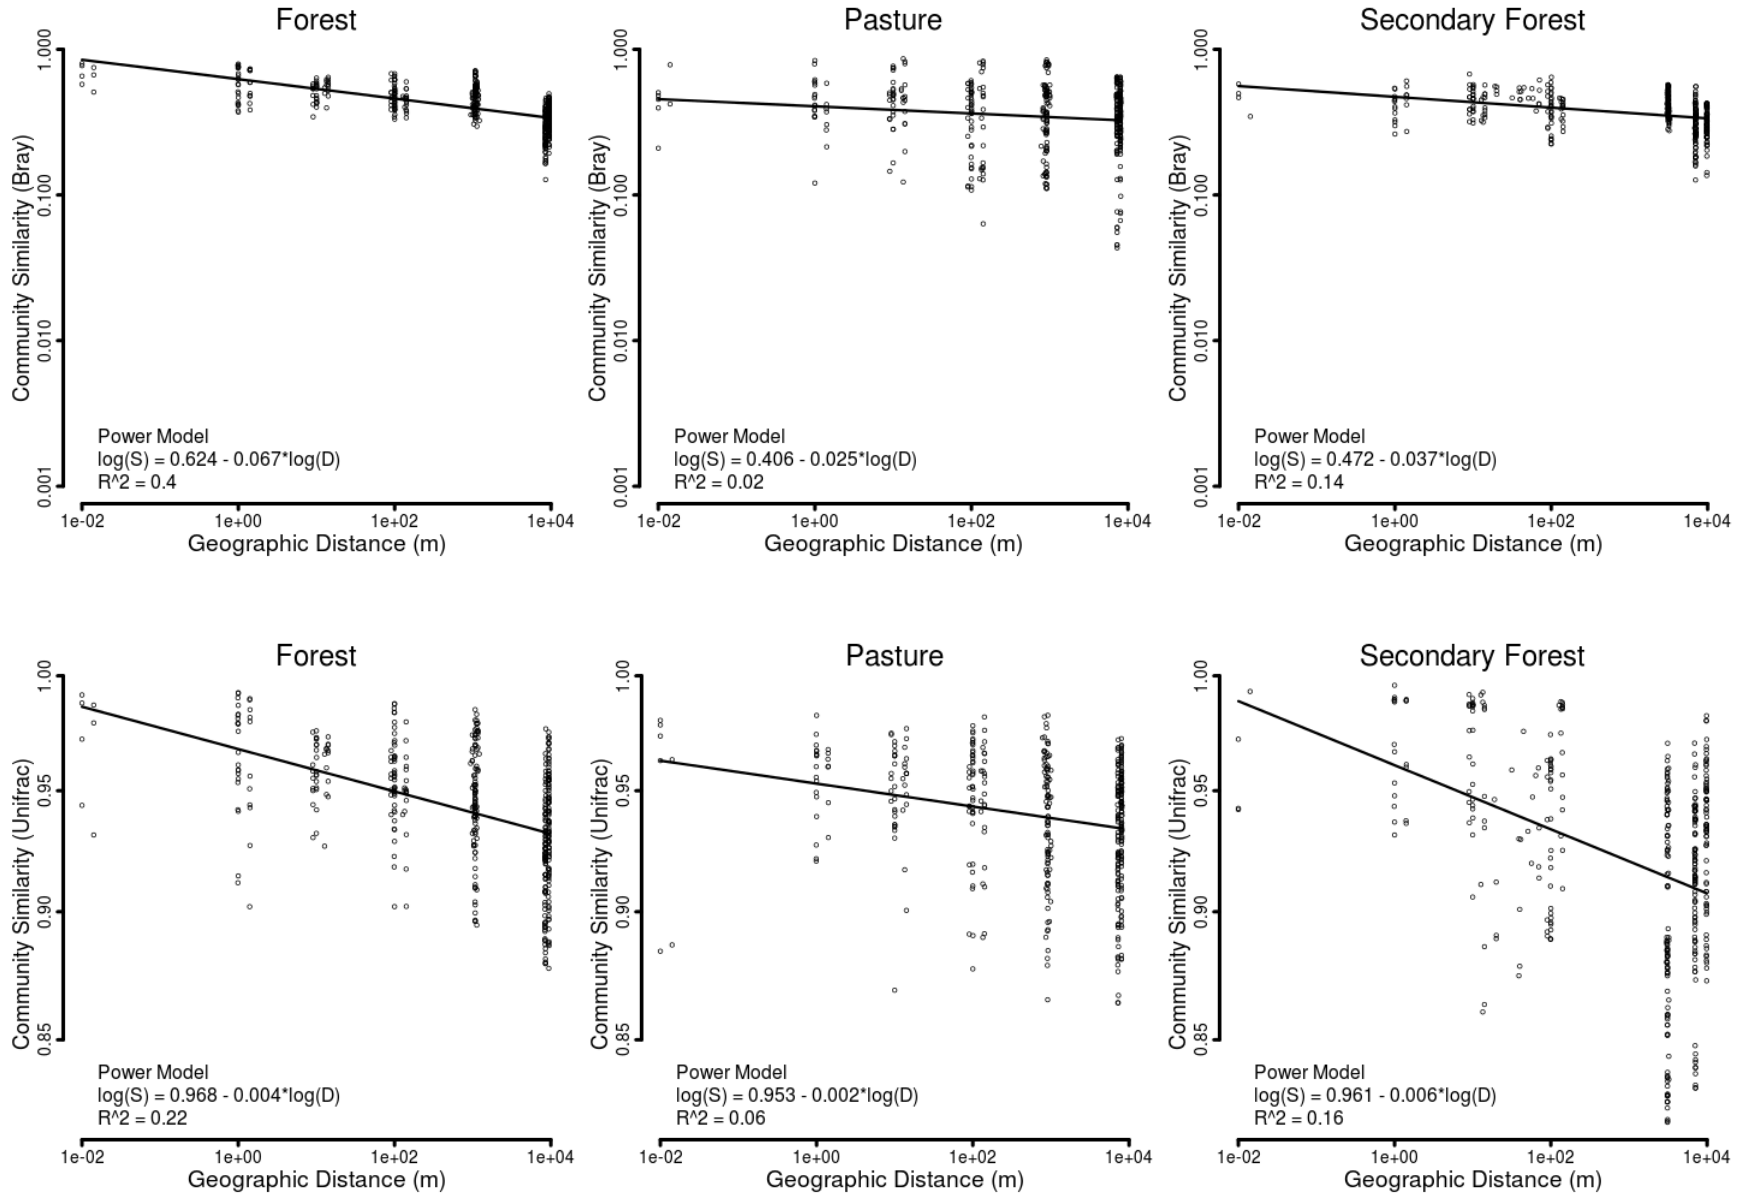 Forest
Pasture
Secondary Forest
Community Similarity (Bray)
1.000
0.100
0.010
0.001
Power Model
log(S) = 0.624 - 0.067*log(D)
R^2 = 0.4
1e-02
1e+00
1e+02
1e+04
Geographic Distance (m)
Community Similarity (Bray)
1.000
0.100
0.010
0.001
Power Model
log(S) = 0.406 - 0.025*log(D)
R^2 = 0.02
1e-02
1e+00
1e+02
1e+04
Geographic Distance (m)
Community Similarity (Bray)
1.000
0.100
0.010
0.001
Power Model
log(S) = 0.472 - 0.037*log(D)
R^2 = 0.14
1e-02
1e+00
1e+02
1e+04
Geographic Distance (m)
Forest
Pasture
Secondary Forest
Community Similarity (Unifrac)
1.00
0.95
0.90
0.85
Power Model
log(S) = 0.968 - 0.004*log(D)
R^2 = 0.22
1e-02
1e+00
1e+02
1e+04
Geographic Distance (m)
Community Similarity (Unifrac)
1.00
0.95
0.90
0.85
Power Model
log(S) = 0.953 - 0.002*log(D)
R^2 = 0.06
1e-02
1e+00
1e+02
1e+04
Geographic Distance (m)
Community Similarity (Unifrac)
1.00
0.95
0.90
0.85
Power Model
log(S) = 0.961 - 0.006*log(D)
R^2 = 0.16
1e-02
1e+00
1e+02
1e+04
Geographic Distance (m)